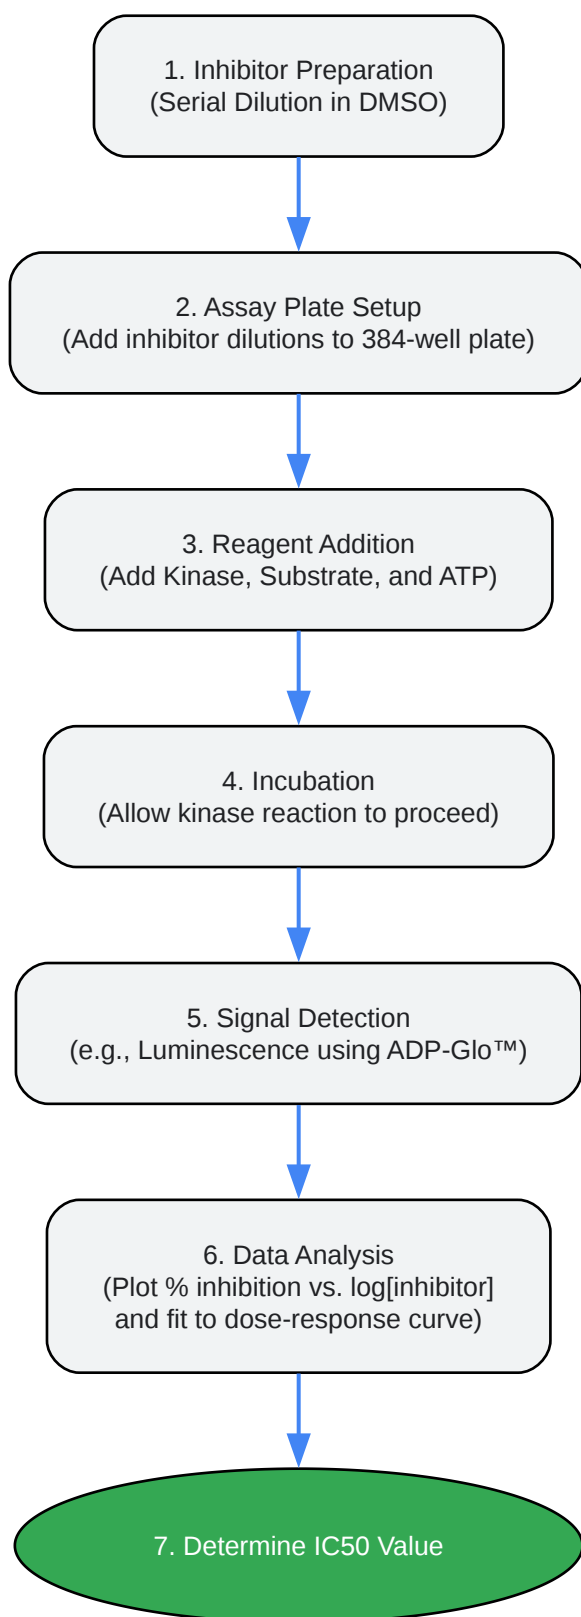 1. Inhibitor Preparation
(Serial Dilution in DMSO)
2. Assay Plate Setup
(Add inhibitor dilutions to 384-well plate)
3. Reagent Addition
(Add Kinase, Substrate, and ATP)
4. Incubation
(Allow kinase reaction to proceed)
5. Signal Detection
(e.g., Luminescence using ADP-Glo™)
6. Data Analysis
(Plot % inhibition vs. log[inhibitor]
and fit to dose-response curve)
7. Determine IC50 Value